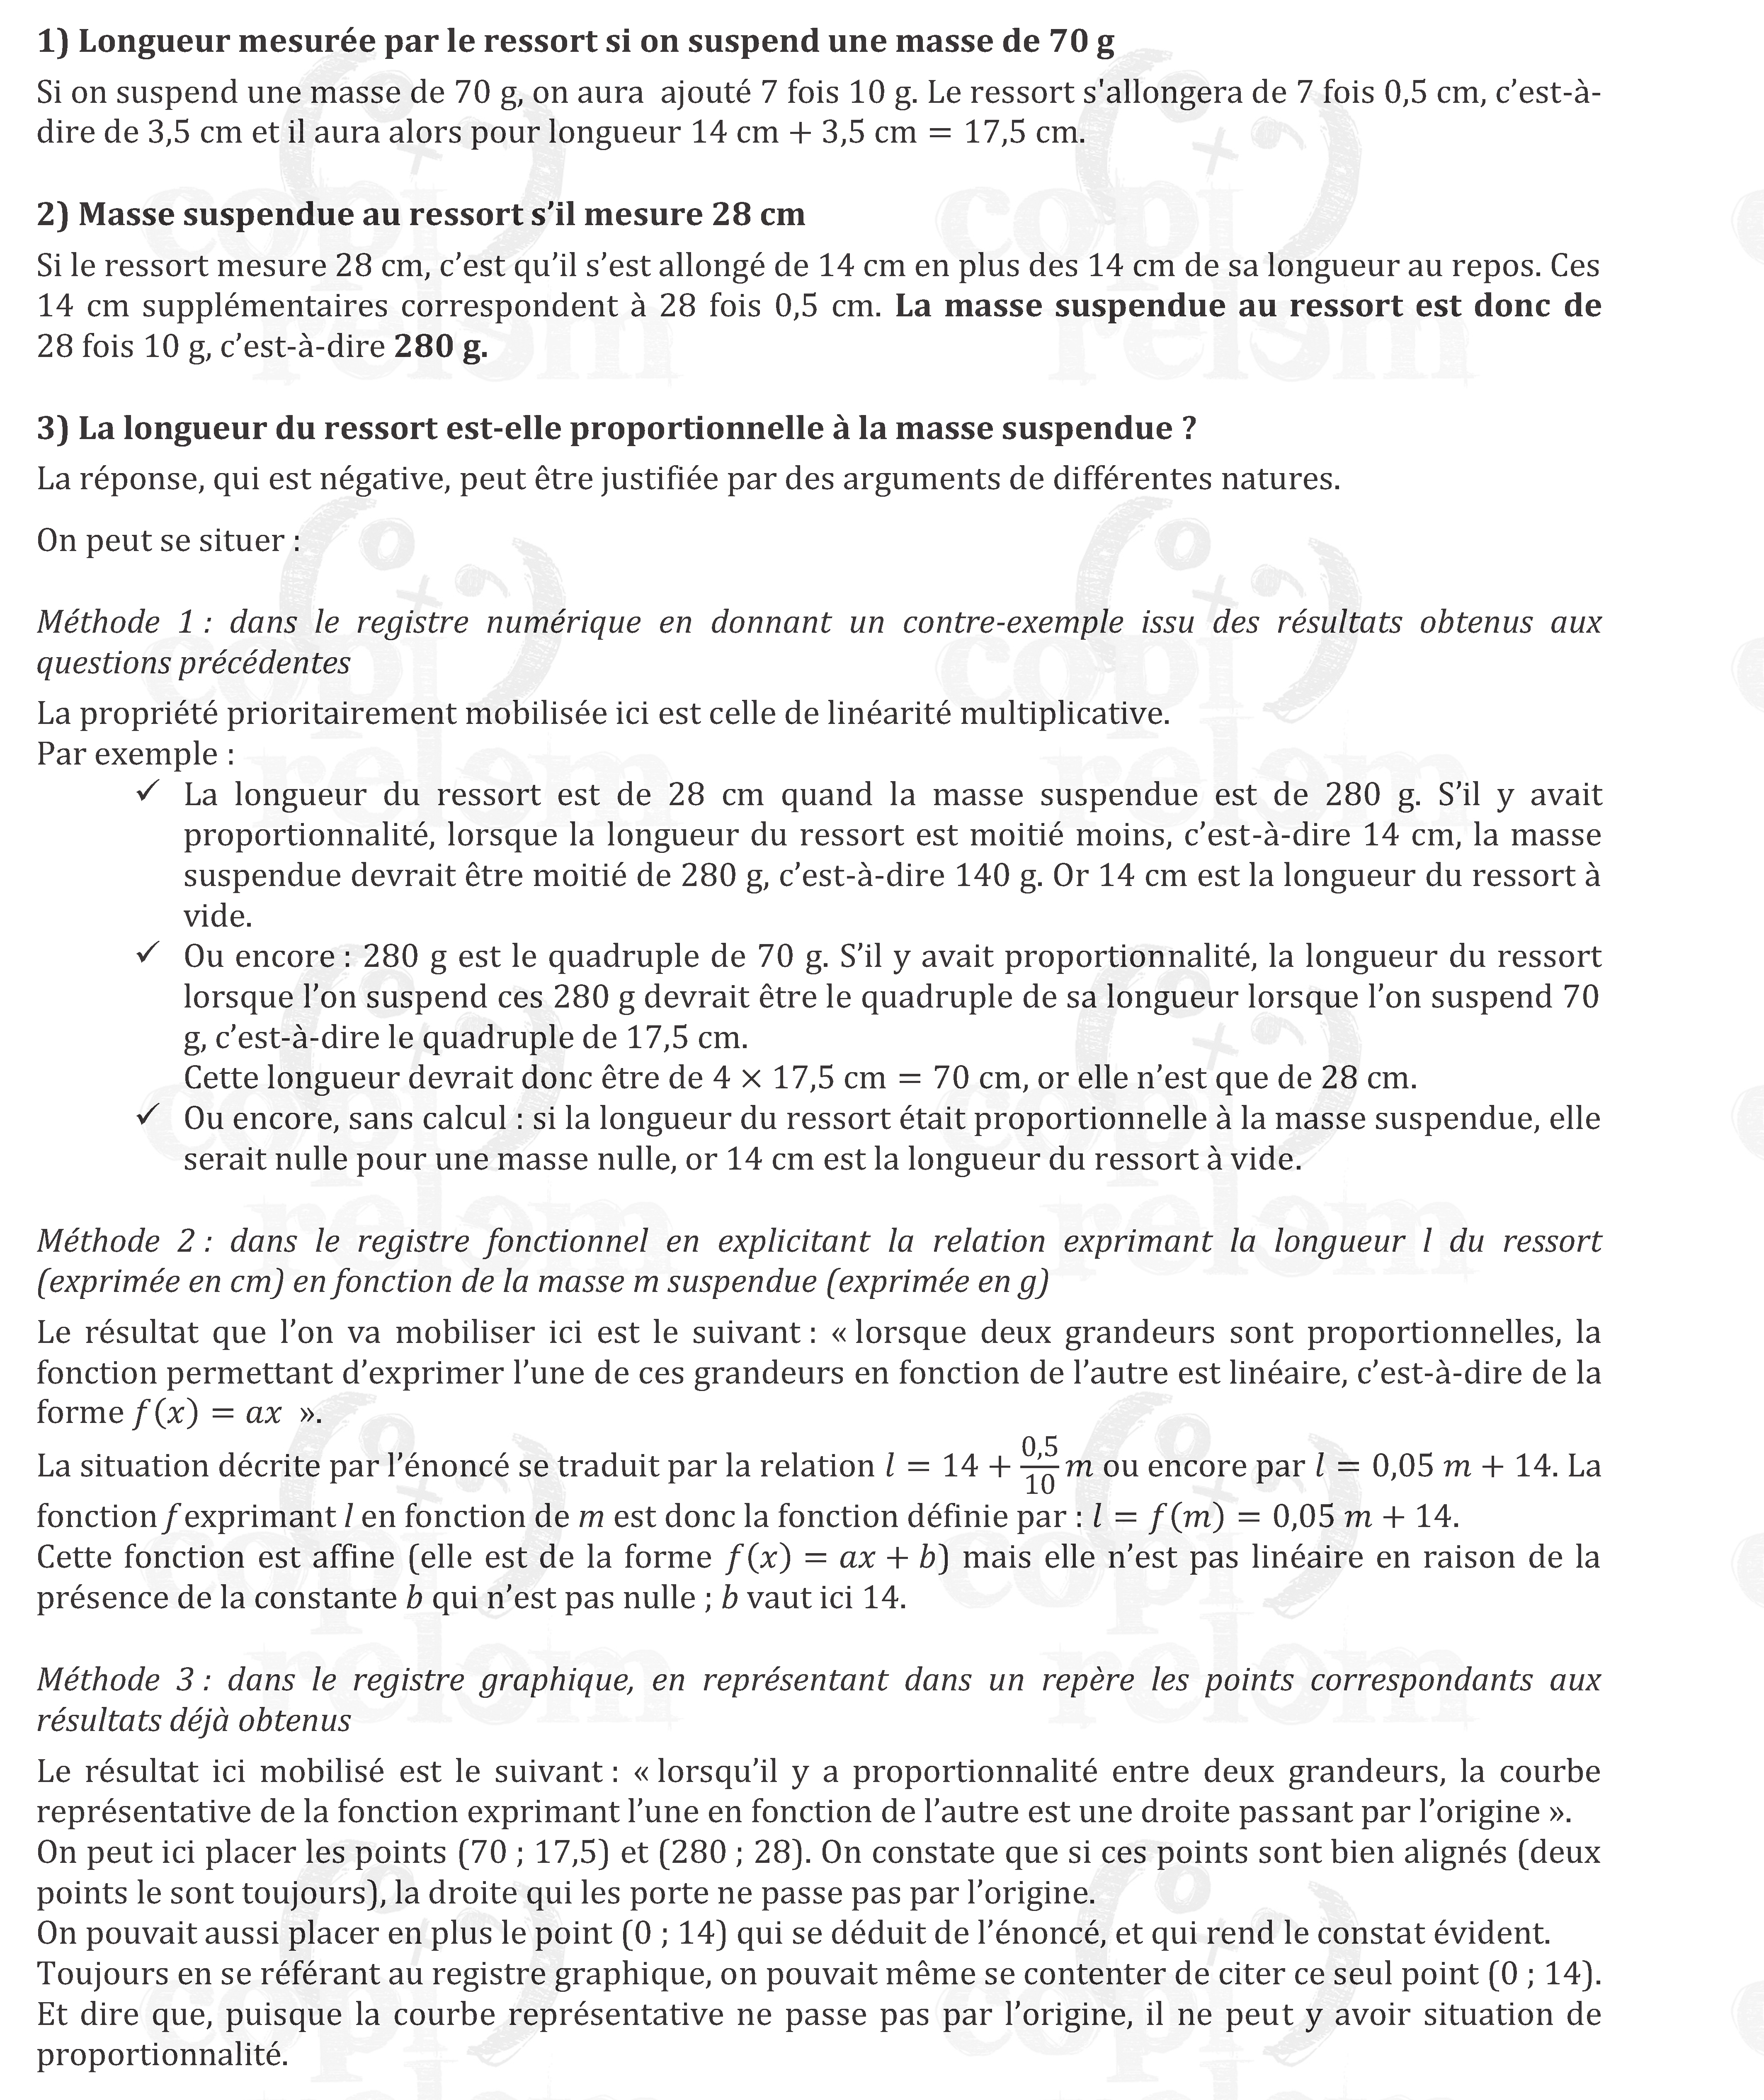 1) Longueur mesurée par le ressort si on suspend une masse de 70 g
Si on suspend une masse de 70 g, on aura ajouté 7 fois 10 g. Le ressort s'allongera de 7 fois 0,5 cm, c’est-à-
dire de 3,5 cm et il aura alors pour longueur 14 cm + 3,5 cm = 17,5 cm.
2) Masse suspendue au ressort s’il mesure 28 cm
Si le ressort mesure 28 cm, c’est qu’il s’est allongé de 14 cm en plus des 14 cm de sa longueur au repos. Ces
14 cm supplémentaires correspondent à 28 fois 0,5 cm. La masse suspendue au ressort est donc de
28 fois 10 g, c’est-à-dire 280 g.
3) La longueur du ressort est-elle proportionnelle à la masse suspendue ?
La réponse, qui est négative, peut être justifiée par des arguments de différentes natures.
On peut se situer :
Méthode 1 : dans le registre numérique en donnant un contre-exemple issu des résultats obtenus aux
questions précédentes
La propriété prioritairement mobilisée ici est celle de linéarité multiplicative.
Par exemple :
✓ La longueur du ressort est de 28 cm quand la masse suspendue est de 280 g. S’il y avait
proportionnalité, lorsque la longueur du ressort est moitié moins, c’est-à-dire 14 cm, la masse
suspendue devrait être moitié de 280 g, c’est-à-dire 140 g. Or 14 cm est la longueur du ressort à
vide.
✓ Ou encore : 280 g est le quadruple de 70 g. S’il y avait proportionnalité, la longueur du ressort
lorsque l’on suspend ces 280 g devrait être le quadruple de sa longueur lorsque l’on suspend 70
g, c’est-à-dire le quadruple de 17,5 cm.
Cette longueur devrait donc être de 4 × 17,5 cm = 70 cm, or elle n’est que de 28 cm.
✓ Ou encore, sans calcul : si la longueur du ressort était proportionnelle à la masse suspendue, elle
serait nulle pour une masse nulle, or 14 cm est la longueur du ressort à vide.
Méthode 2 : dans le registre fonctionnel en explicitant la relation exprimant la longueur l du ressort
(exprimée en cm) en fonction de la masse m suspendue (exprimée en g)
Le résultat que l’on va mobiliser ici est le suivant : « lorsque deux grandeurs sont proportionnelles, la
fonction permettant d’exprimer l’une de ces grandeurs en fonction de l’autre est linéaire, c’est-à-dire de la
forme f(x) = ax ».
La situation décrite par l’énoncé se traduit par la relation l = 14 + 0,5/10 m ou encore par l = 0,05 m + 14. La
fonction f exprimant l en fonction de m est donc la fonction définie par : l = f(m) = 0,05 m + 14.
Cette fonction est affine (elle est de la forme f(x) = ax + b) mais elle n’est pas linéaire en raison de la
présence de la constante b qui n’est pas nulle ; b vaut ici 14.
Méthode 3 : dans le registre graphique, en représentant dans un repère les points correspondants aux
résultats déjà obtenus
Le résultat ici mobilisé est le suivant : « lorsqu’il y a proportionnalité entre deux grandeurs, la courbe
représentative de la fonction exprimant l’une en fonction de l’autre est une droite passant par l’origine ».
On peut ici placer les points (70 ; 17,5) et (280 ; 28). On constate que si ces points sont bien alignés (deux
points le sont toujours), la droite qui les porte ne passe pas par l’origine.
On pouvait aussi placer en plus le point (0 ; 14) qui se déduit de l’énoncé, et qui rend le constat évident.
Toujours en se référant au registre graphique, on pouvait même se contenter de citer ce seul point (0 ; 14).
Et dire que, puisque la courbe représentative ne passe pas par l’origine, il ne peut y avoir situation de
proportionnalité.